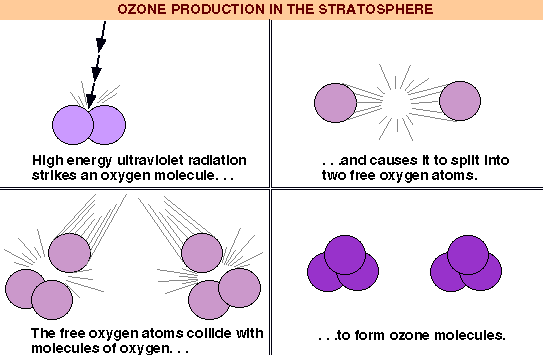 OZONE PRODUCTION IN THE STRATOSPHERE
High energy ultraviolet radiation
strikes an oxygen molecule. . .
. . .and causes it to split into
two free oxygen atoms.
The free oxygen atoms collide with
molecules of oxygen. . .
. . .to form ozone molecules.